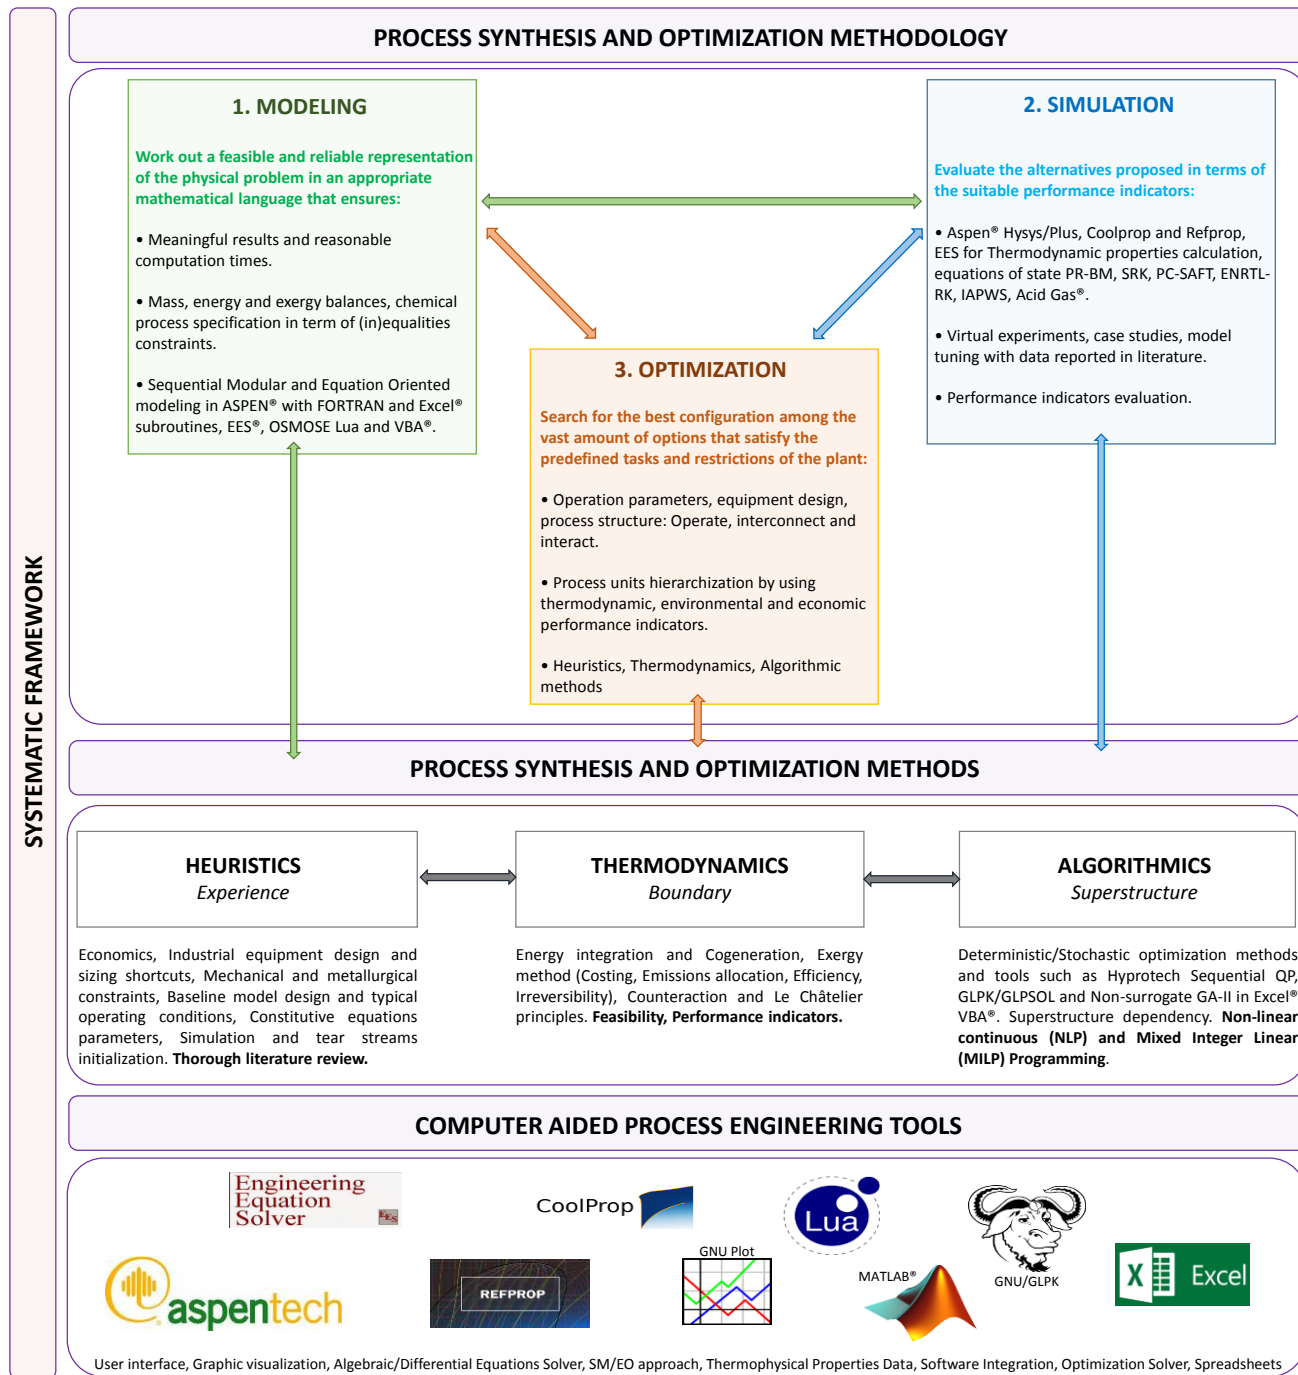 SYSTEMATIC FRAMEWORK
PROCESS SYNTHESIS AND OPTIMIZATION METHODOLOGY
1. MODELING
Work out a feasible and reliable representation
of the physical problem in an appropriate
mathematical language that ensures:
• Meaningful results and reasonable
computation times.
• Mass, energy and exergy balances, chemical
process specification in term of (in)equalities
constraints.
• Sequential Modular and Equation Oriented
modeling in ASPEN® with FORTRAN and Excel®
subroutines, EES®, OSMOSE Lua and VBA®.
2. SIMULATION
Evaluate the alternatives proposed in terms of
the suitable performance indicators:
• Aspen® Hysys/Plus, Coolprop and Refprop,
EES for Thermodynamic properties calculation,
equations of state PR-BM, SRK, PC-SAFT, ENRTL-
RK, IAPWS, Acid Gas®.
• Virtual experiments, case studies, model
tuning with data reported in literature.
• Performance indicators evaluation.
3. OPTIMIZATION
Search for the best configuration among the
vast amount of options that satisfy the
predefined tasks and restrictions of the plant:
• Operation parameters, equipment design,
process structure: Operate, interconnect and
interact.
• Process units hierarchization by using
thermodynamic, environmental and economic
performance indicators.
• Heuristics, Thermodynamics, Algorithmic
methods
PROCESS SYNTHESIS AND OPTIMIZATION METHODS
HEURISTICS
Experience
Economics, Industrial equipment design and
sizing shortcuts, Mechanical and metallurgical
constraints, Baseline model design and typical
operating conditions, Constitutive equations
parameters, Simulation and tear streams
initialization. Thorough literature review.
THERMODYNAMICS
Boundary
Energy integration and Cogeneration, Exergy
method (Costing, Emissions allocation, Efficiency,
Irreversibility), Counteraction and Le Châtelier
principles. Feasibility, Performance indicators.
ALGORITHMICS
Superstructure
Deterministic/Stochastic optimization methods
and tools such as Hyprotech Sequential QP,
GLPK/GLPSOL and Non-surrogate GA-II in Excel®
VBA®. Superstructure dependency. Non-linear
continuous (NLP) and Mixed Integer Linear
(MILP) Programming.
COMPUTER AIDED PROCESS ENGINEERING TOOLS
Engineering
Equation
Solver
EES
CoolProp
Lua
GNU/GLPK
aspentech
REFPROP
GNU Plot
MATLAB®
X Excel
User interface, Graphic visualization, Algebraic/Differential Equations Solver, SM/EO approach, Thermophysical Properties Data, Software Integration, Optimization Solver, Spreadsheets